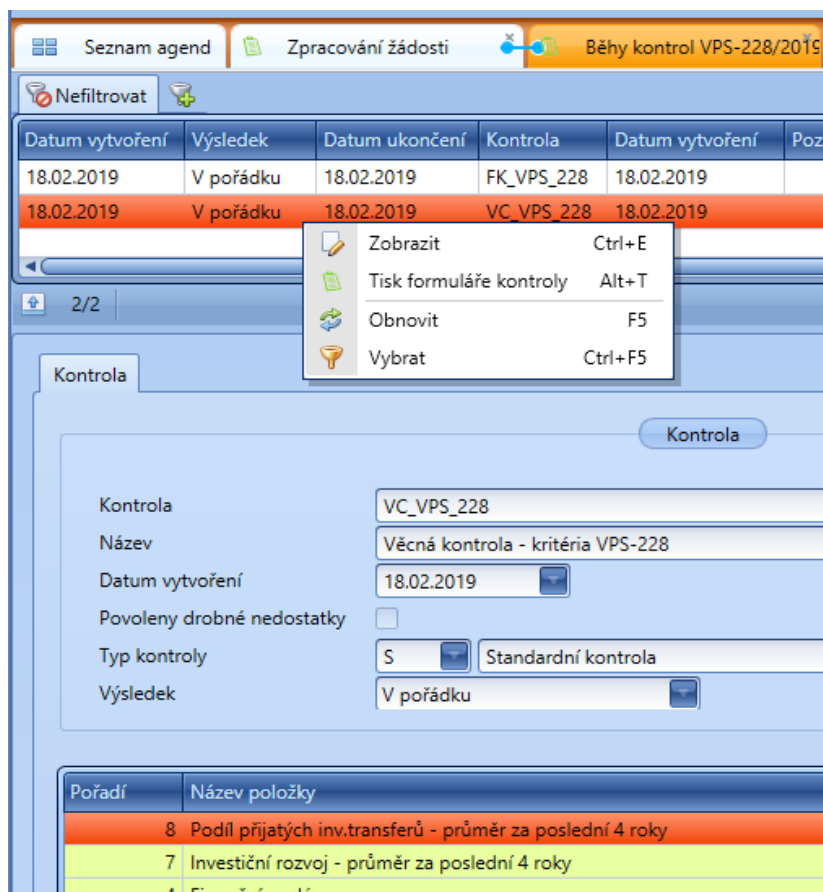 Seznam agend Zpracování žádosti Běhy kontrol VPS-228/2019
Nefiltrovat
Datum vytvoření Výsledek Datum ukončení Kontrola Datum vytvoření Poz
18.02.2019 V pořádku 18.02.2019 FK_VPS_228 18.02.2019
18.02.2019 V pořádku 18.02.2019 VC_VPS_228 18.02.2019
Zobrazit Ctrl+E
Tisk formuláře kontroly Alt+T
2/2
Obnovit F5
Vybrat Ctrl+F5
Kontrola
Kontrola
Kontrola VC_VPS_228
Název Věcná kontrola - kritéria VPS-228
Datum vytvoření 18.02.2019
Povoleny drobné nedostatky
Typ kontroly S Standardní kontrola
Výsledek V pořádku
Pořadí Název položky
8 Podíl přijatých inv.transferů - průměr za poslední 4 roky
7 Investiční rozvoj - průměr za poslední 4 roky